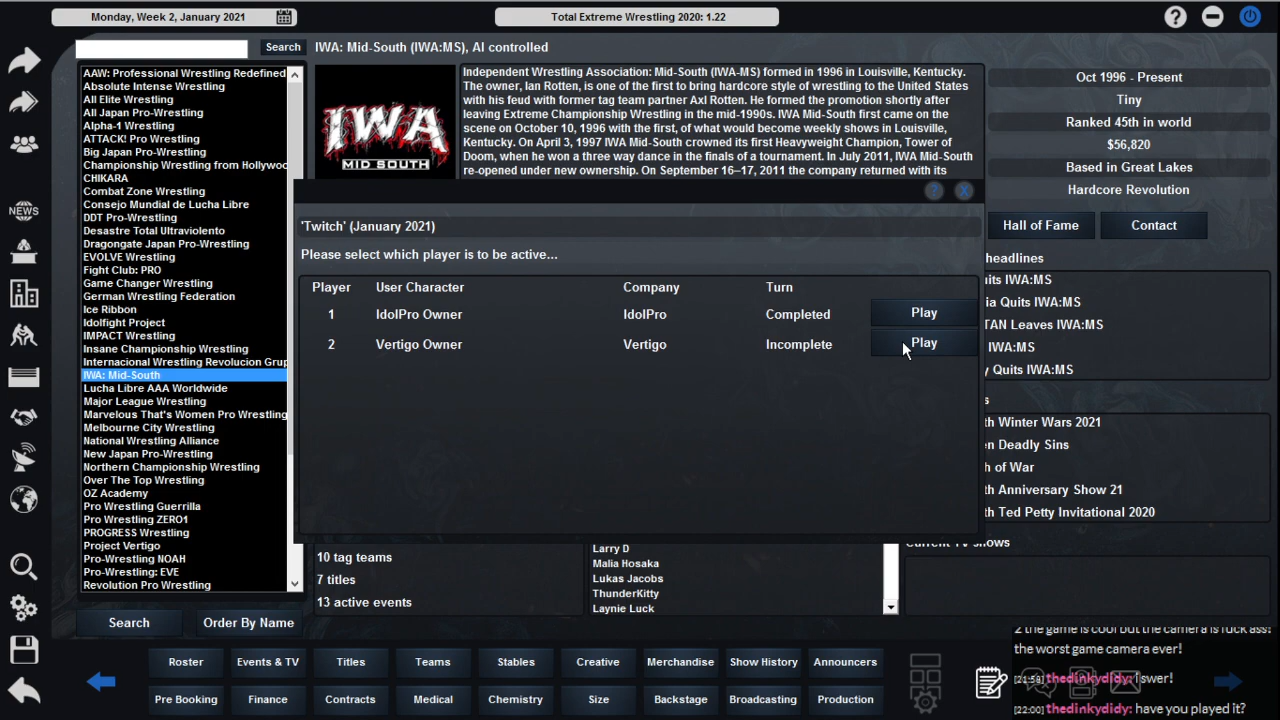 Monday, Week 2, January 2021
Total Extreme Wrestling 2020: 1.22
Search
IWA: Mid-South (IWA:MS), AI controlled
AAW: Professional Wrestling Redefined
Absolute Intense Wrestling
All Elite Wrestling
All Japan Pro-Wrestling
Alpha-1 Wrestling
ATTACK! Pro Wrestling
Big Japan Pro-Wrestling
Championship Wrestling from Hollywoo
CHIKARA
Combat Zone Wrestling
Consejo Mundial de Lucha Libre
DDT Pro-Wrestling
Desastre Total Ultraviolento
Dragongate Japan Pro-Wrestling
EVOLVE Wrestling
Fight Club: PRO
Game Changer Wrestling
German Wrestling Federation
Ice Ribbon
Idolfight Project
IMPACT Wrestling
Insane Championship Wrestling
Internacional Wrestling Revolucion Grup
IWA: Mid-South
Lucha Libre AAA Worldwide
Major League Wrestling
Marvelous That's Women Pro Wrestling
Melbourne City Wrestling
National Wrestling Alliance
New Japan Pro-Wrestling
Northern Championship Wrestling
Over The Top Wrestling
OZ Academy
Pro Wrestling Guerrilla
Pro Wrestling ZERO1
PROGRESS Wrestling
Project Vertigo
Pro-Wrestling NOAH
Pro-Wrestling: EVE
Revolution Pro Wrestling
Search
Order By Name
IWA
MID SOUTH
Independent Wrestling Association: Mid-South (IWA-MS) formed in 1996 in Louisville, Kentucky.
The owner, Ian Rotten, is one of the first to bring hardcore style of wrestling to the United
States with his feud with former tag team partner Axl Rotten. He formed the promotion shortly after
leaving Extreme Championship Wrestling in the mid-1990s. IWA Mid-South first came on the
scene on October 10, 1996 with the first, of what would become weekly shows in Louisville,
Kentucky. On April 3, 1997 IWA Mid-South crowned its first Heavyweight Champion, Tower of
Doom, when he won a three way dance in the finals of a tournament. In July 2011, IWA Mid-South
re-opened under new ownership. On September 16–17, 2011 the company returned with its
Oct 1996 - Present
Tiny
Ranked 45th in world
$56,820
Based in Great Lakes
Hardcore Revolution
Hall of Fame
Contact
headlines
its IWA:MS
ia Quits IWA:MS
TAN Leaves IWA:MS
IWA:MS
y Quits IWA:MS
s
th Winter Wars 2021
en Deadly Sins
h of War
th Anniversary Show 21
th Ted Petty Invitational 2020
Current TV shows
? X
'Twitch' (January 2021)
Please select which player is to be active...
Player User Character Company Turn
1 IdolPro Owner IdolPro Completed Play
2 Vertigo Owner Vertigo Incomplete Play
10 tag teams
7 titles
13 active events
Larry D
Malia Hosaka
Lukas Jacobs
ThunderKitty
Laynie Luck
NEWS
Roster Events & TV Titles Teams Stables Creative Merchandise Show History Announcers
Pre Booking Finance Contracts Medical Chemistry Size Backstage Broadcasting Production
2 the game is cool but the camera is fuck ass!
the worst game camera ever!
[21:58] thedinkydidy: i swer!
[22:00] thedinkydidy: have you played it?